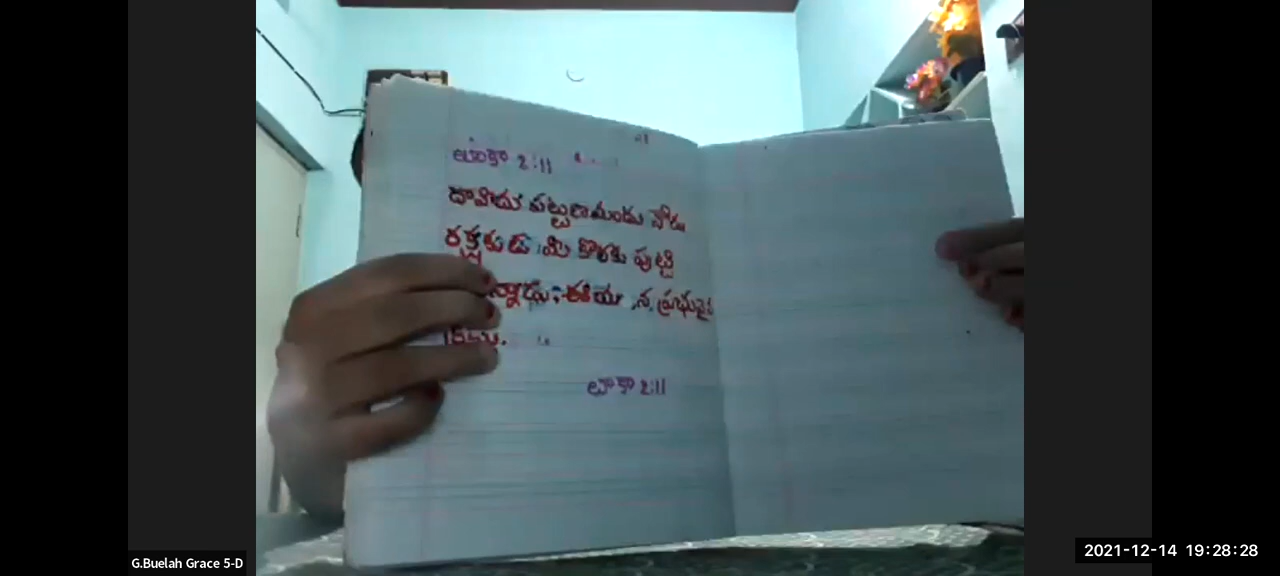 లూకా 2:11
దావీదు పట్టణమందు నేడు
రక్షకుడు మీ కొరకు పుట్టి
న్నాడు; ఈయన ప్రభువై
లూకా 2:11
G.Buelah Grace 5-D
2021-12-14 19:28:28